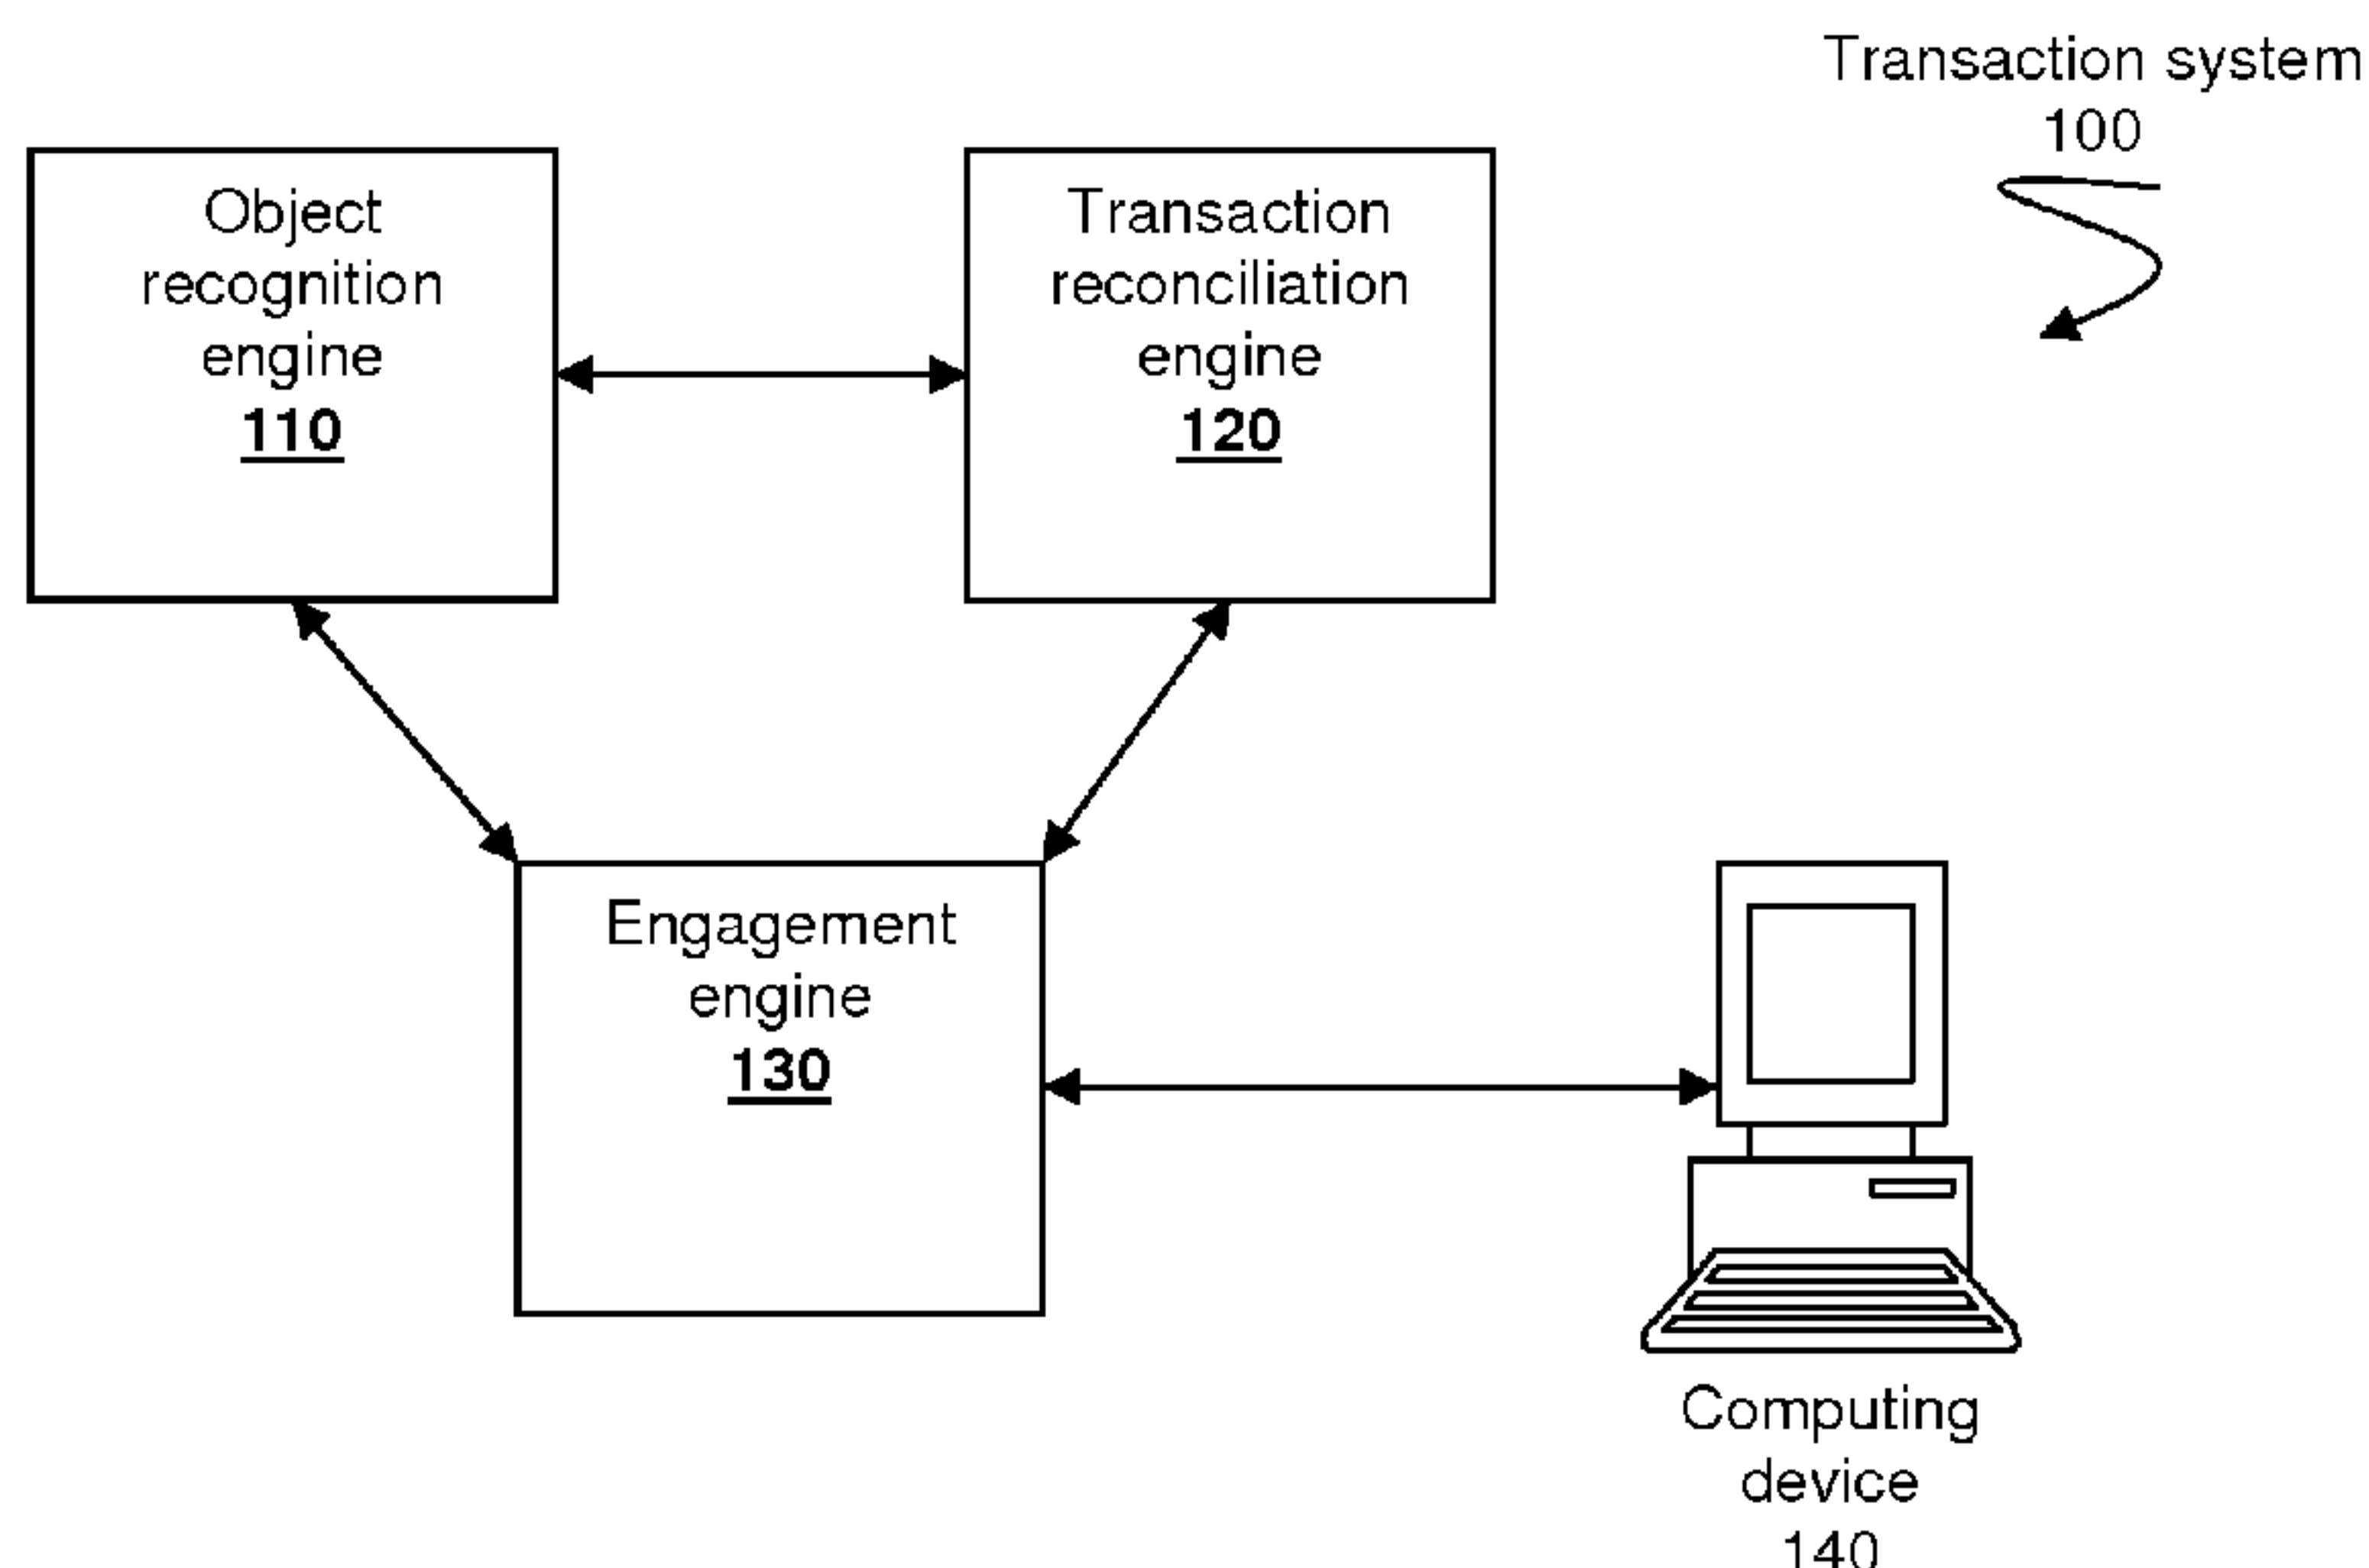 Transaction system
100
Object
recognition
engine
110
Transaction
reconciliation
engine
120
Engagement
engine
130
Computing
device
140